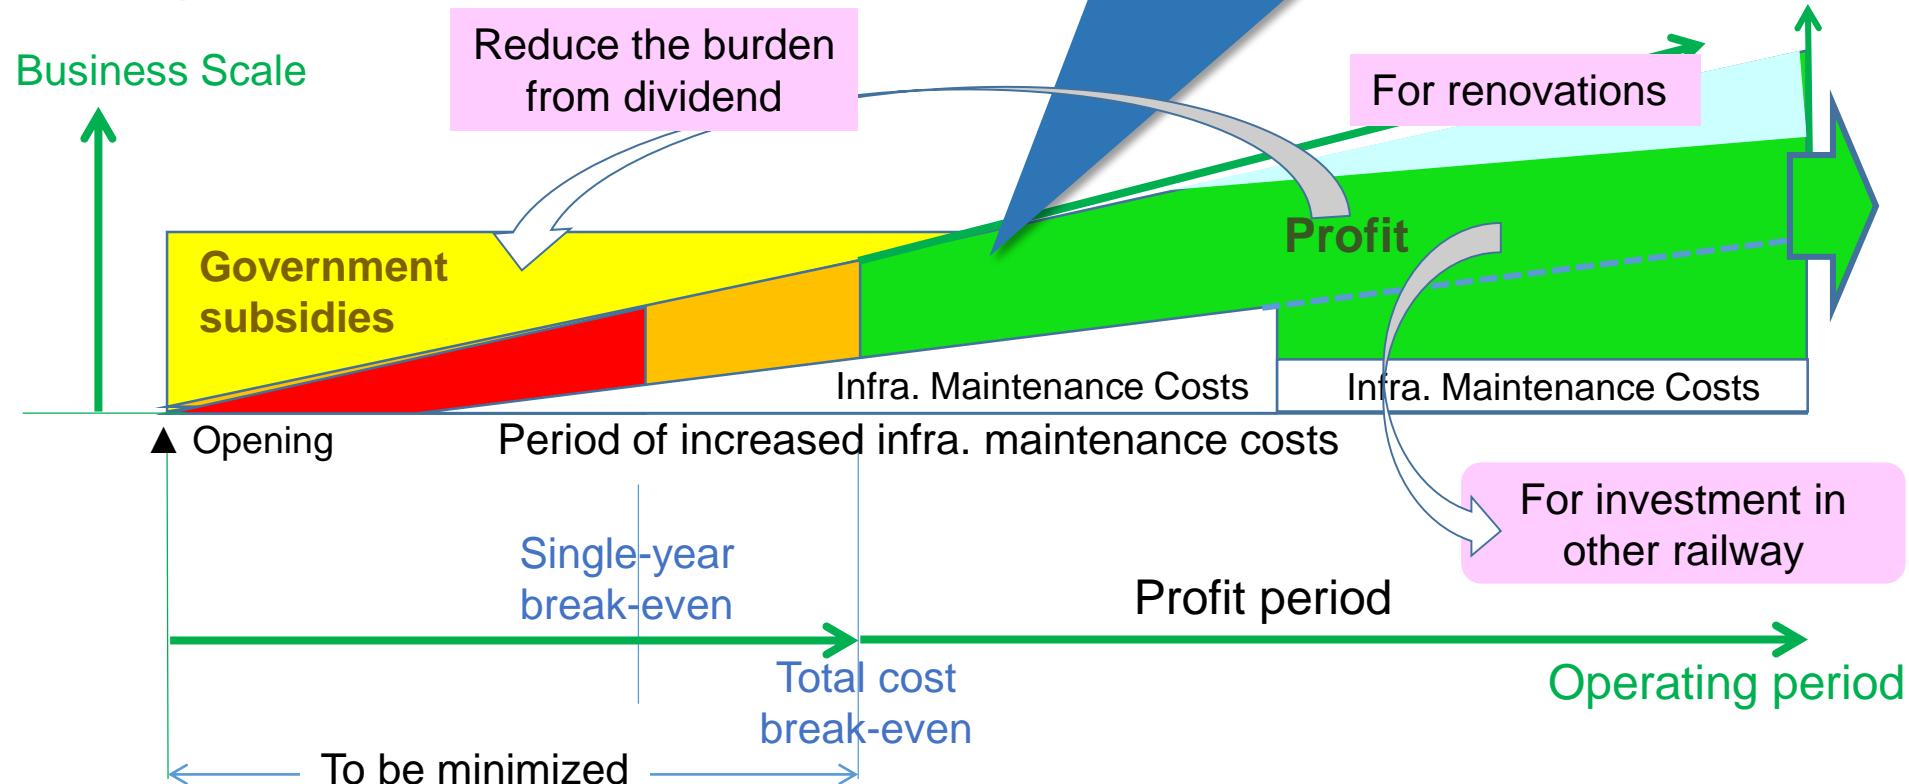 Reduce the burden
from dividend
Business Scale
For renovations
Profit
Government
subsidies
Infra. Maintenance Costs
Infra. Maintenance Costs
▲ Opening
Period of increased infra. maintenance costs
For investment in
other railway
Single-year
break-even
Profit period
Total cost
break-even
Operating period
To be minimized